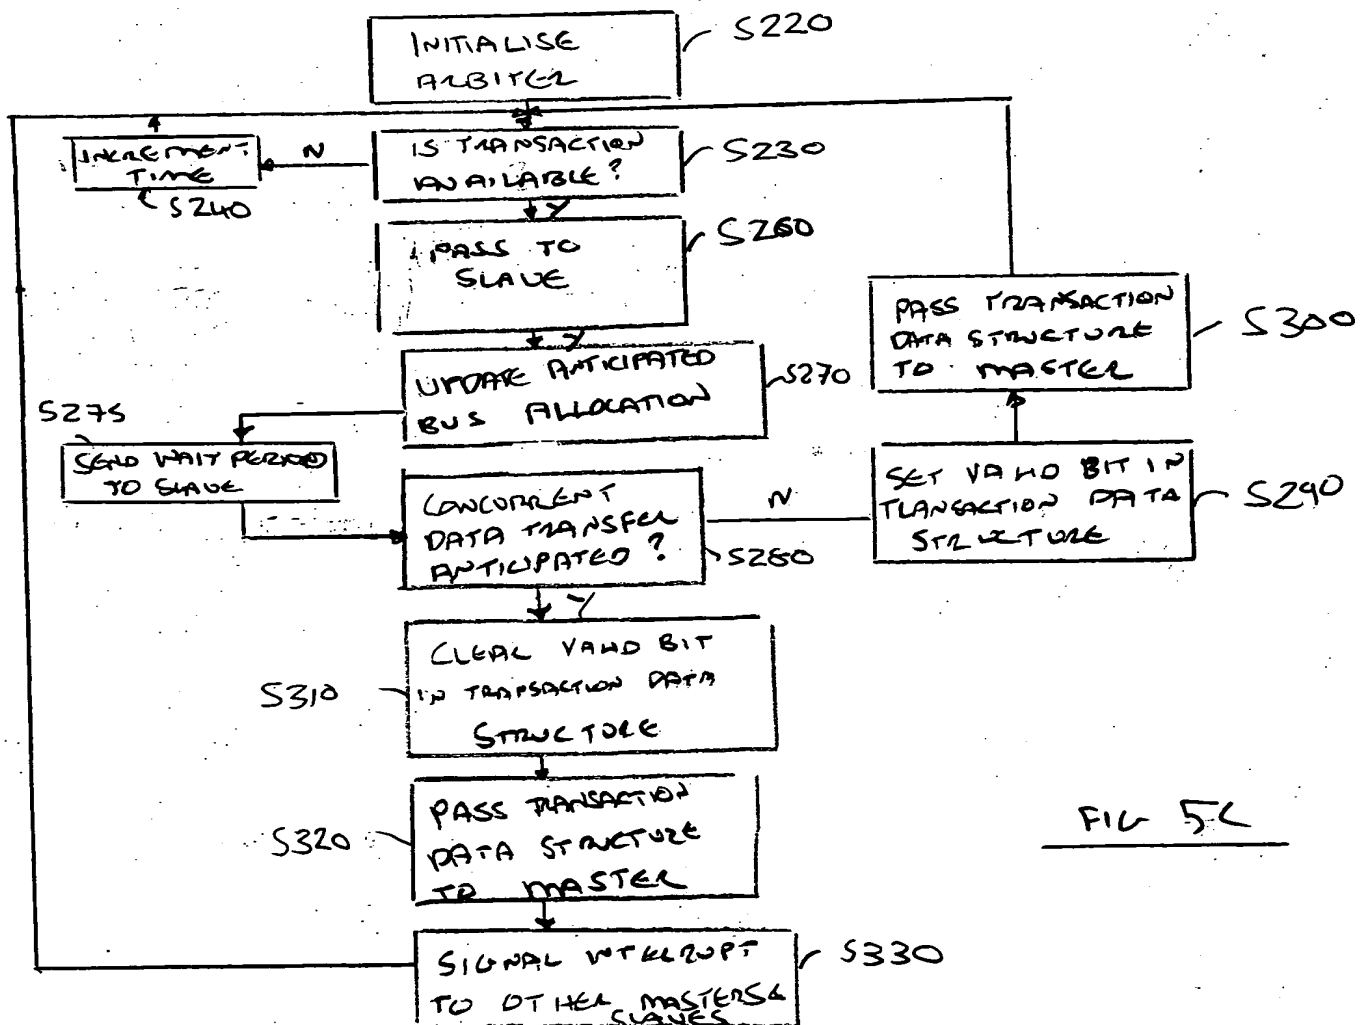 INITIALISE
ARBITER
S220
IS TRANSACTION
AVAILABLE?
S230
N
INCREMENT
TIME
S240
Y
PASS TO
SLAVE
S260
Y
UPDATE ANTICIPATED
BUS ALLOCATION
S270
S275
SEND WAIT PERIOD
TO SLAVE
CONCURRENT
DATA TRANSFER
ANTICIPATED?
S280
N
SET VALID BIT IN
TRANSACTION DATA
STRUCTURE
S290
PASS TRANSACTION
DATA STRUCTURE
TO MASTER
S300
Y
CLEAR VALID BIT
IN TRANSACTION DATA
STRUCTURE
S310
PASS TRANSACTION
DATA STRUCTURE
TO MASTER
S320
SIGNAL INTERRUPT
TO OTHER MASTERS &
SLAVES
S330
FIG 5C